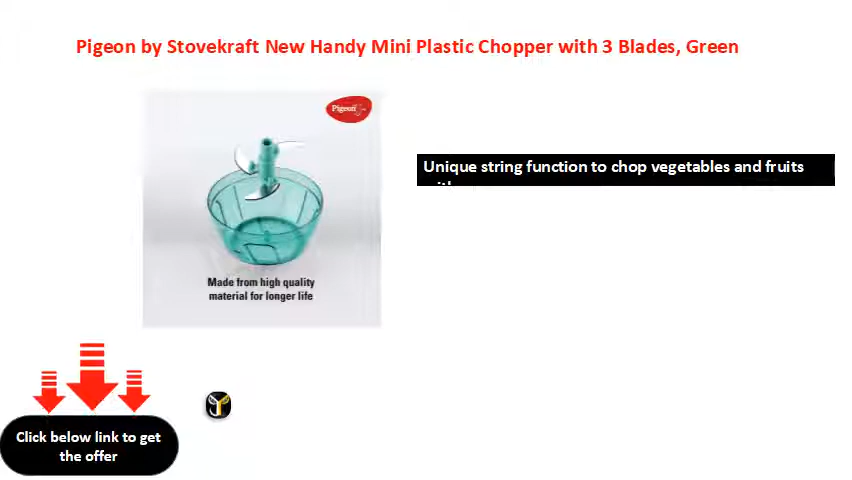 Pigeon by Stovekraft New Handy Mini Plastic Chopper with 3 Blades, Green
Pigeon
Unique string function to chop vegetables and fruits
Made from high quality
material for longer life
Click below link to get
the offer